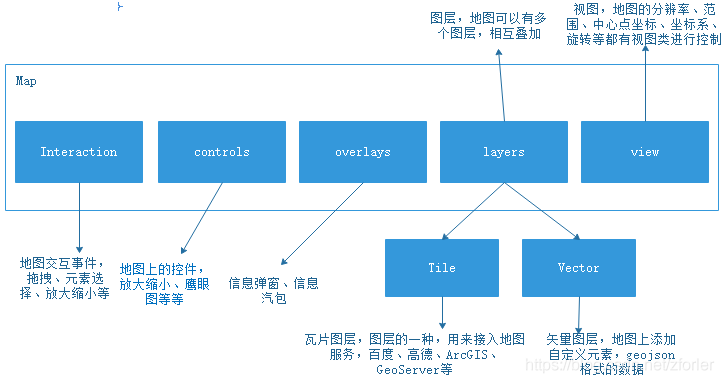 图层，地图可以有多
个图层，相互叠加
视图，地图的分辨率、范
围、中心点坐标、坐标系、
旋转等都有视图类进行控制
Map
Interaction
controls
overlays
layers
view
地图交互事件，
拖拽、元素选
择、放大缩小等
地图上的控件，
放大缩小、鹰眼
图等等
信息弹窗、信息
汽包
Tile
Vector
瓦片图层，图层的一种，用来接入地图
服务，百度、高德、ArcGIS、
GeoServer等
矢量图层，地图上添加
自定义元素，geojson
格式的数据